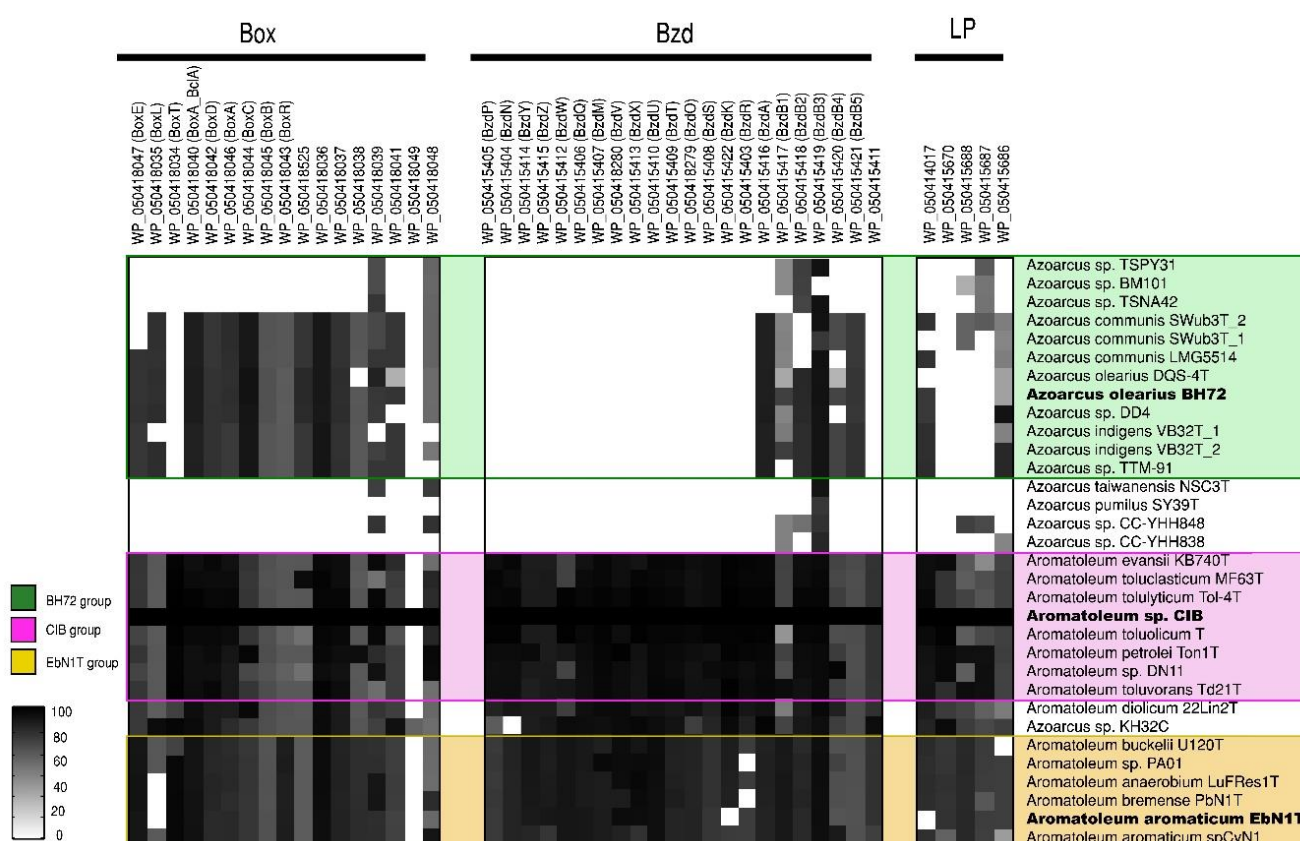 Box
Bzd
LP
WP_050418047 (BoxE)
WP_050418035 (BoxL)
WP_050418034 (BoxT)
WP_050418040 (BoxA_BclA)
WP_050418042 (BoxD)
WP_050418046 (BoxA)
WP_050418044 (BoxC)
WP_050418045 (BoxB)
WP_050418043 (BoxR)
WP_050418525
WP_050418036
WP_050418037
WP_050418038
WP_050418039
WP_050418041
WP_050418049
WP_050418048
WP_050415405 (BzdP)
WP_050415404 (BzdN)
WP_050415414 (BzdY)
WP_050415415 (BzdZ)
WP_050415412 (BzdW)
WP_050415406 (BzdQ)
WP_050415407 (BzdM)
WP_050418280 (BzdV)
WP_050415413 (BzdX)
WP_050415410 (BzdU)
WP_050415409 (BzdT)
WP_050418279 (BzdO)
WP_050415408 (BzdS)
WP_050415422 (BzdK)
WP_050415403 (BzdR)
WP_050415416 (BzdA)
WP_050415417 (BzdB1)
WP_050415418 (BzdB2)
WP_050415419 (BzdB3)
WP_050415420 (BzdB4)
WP_050415421 (BzdB5)
WP_050415411
WP_050414017
WP_050415670
WP_050415688
WP_050415687
WP_050415686
Azoarcus sp. TSPY31
Azoarcus sp. BM101
Azoarcus sp. TSNA42
Azoarcus communis SWub3T_2
Azoarcus communis SWub3T_1
Azoarcus communis LMG5514
Azoarcus olearius DQS-4T
Azoarcus olearius BH72
Azoarcus sp. DD4
Azoarcus indigens VB32T_1
Azoarcus indigens VB32T_2
Azoarcus sp. TTM-91
Azoarcus taiwanensis NSC3T
Azoarcus pumilus SY39T
Azoarcus sp. CC-YHH848
Azoarcus sp. CC-YHH838
Aromatoleum evansii KB740T
Aromatoleum toluclasticum MF63T
Aromatoleum tolulyticum Tol-4T
Aromatoleum sp. CIB
Aromatoleum toluolicum T
Aromatoleum petrolei Ton1T
Aromatoleum sp. DN11
Aromatoleum toluvorans Td21T
Aromatoleum diolicum 22Lin2T
Azoarcus sp. KH32C
Aromatoleum buckelii U120T
Aromatoleum sp. PA01
Aromatoleum anaerobium LuFRes1T
Aromatoleum bremense PbN1T
Aromatoleum aromaticum EbN1T
Aromatoleum aromaticum spCyN1
BH72 group
CIB group
EbN1T group
100
80
60
40
20
0